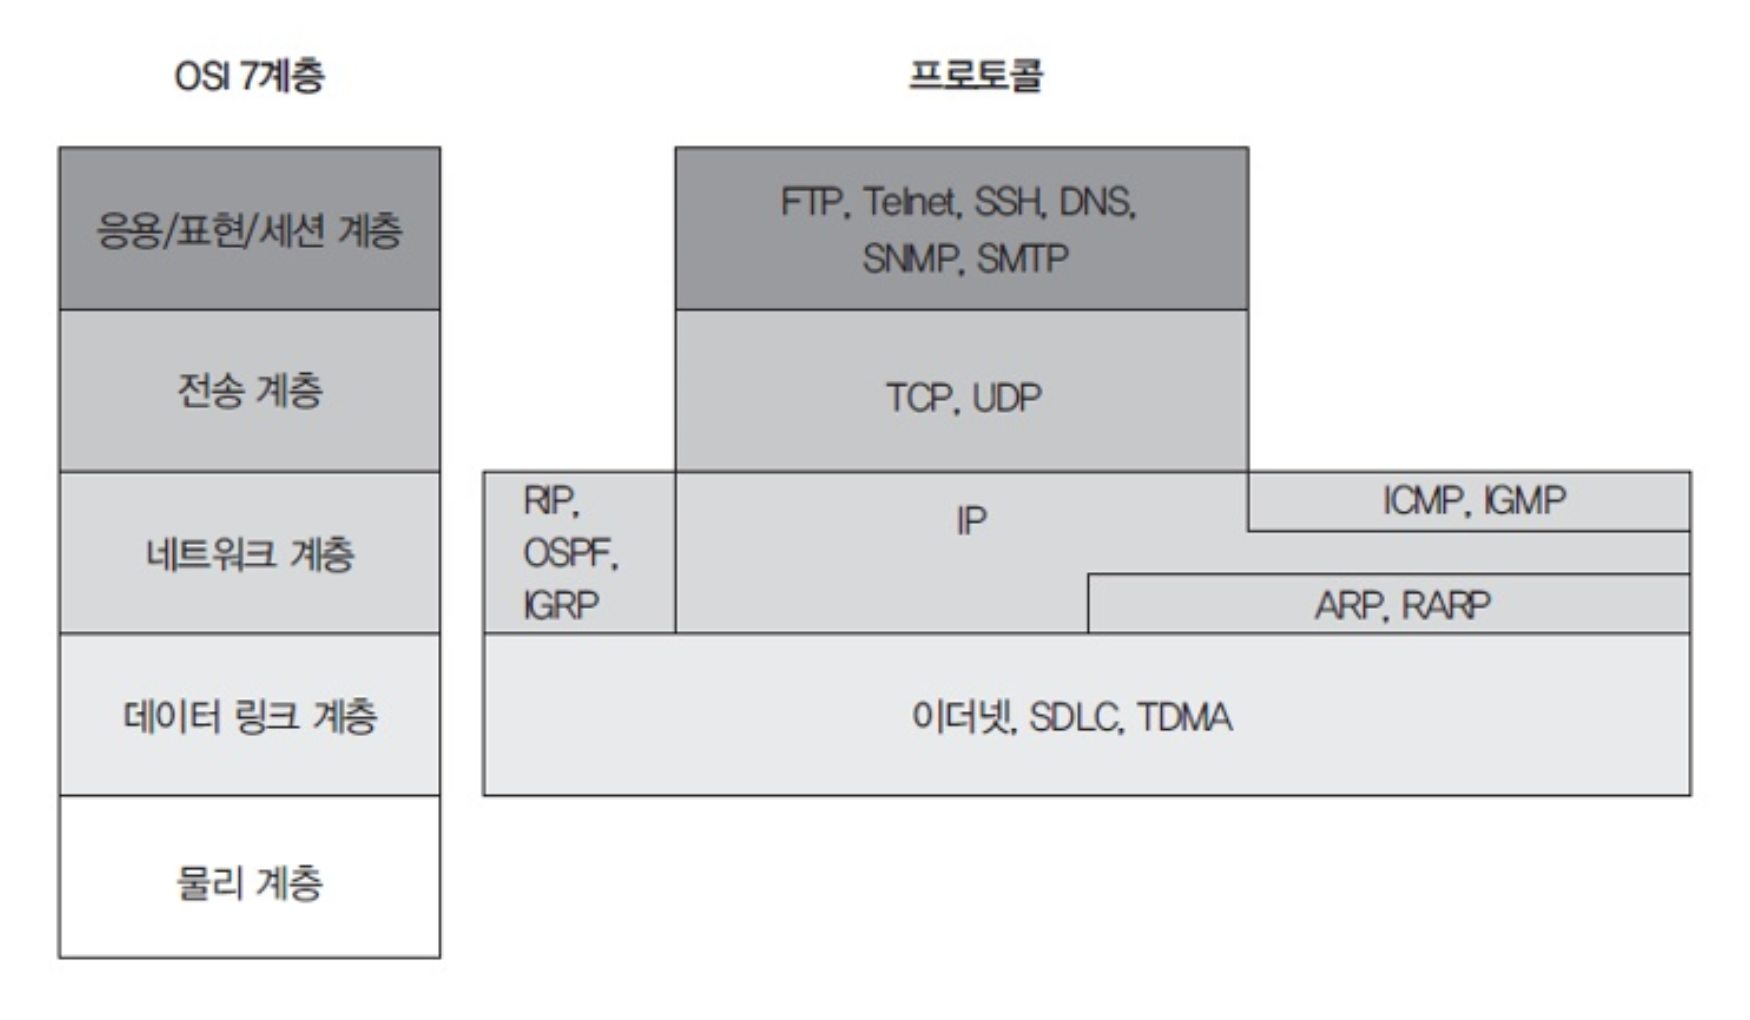 OSI 7계층
프로토콜
응용/표현/세션 계층
FTP, Telnet, SSH, DNS,
SNMP, SMTP
전송 계층
TCP, UDP
네트워크 계층
RIP,
OSPF,
IGRP
IP
ICMP, IGMP
ARP, RARP
데이터 링크 계층
이더넷, SDLC, TDMA
물리 계층